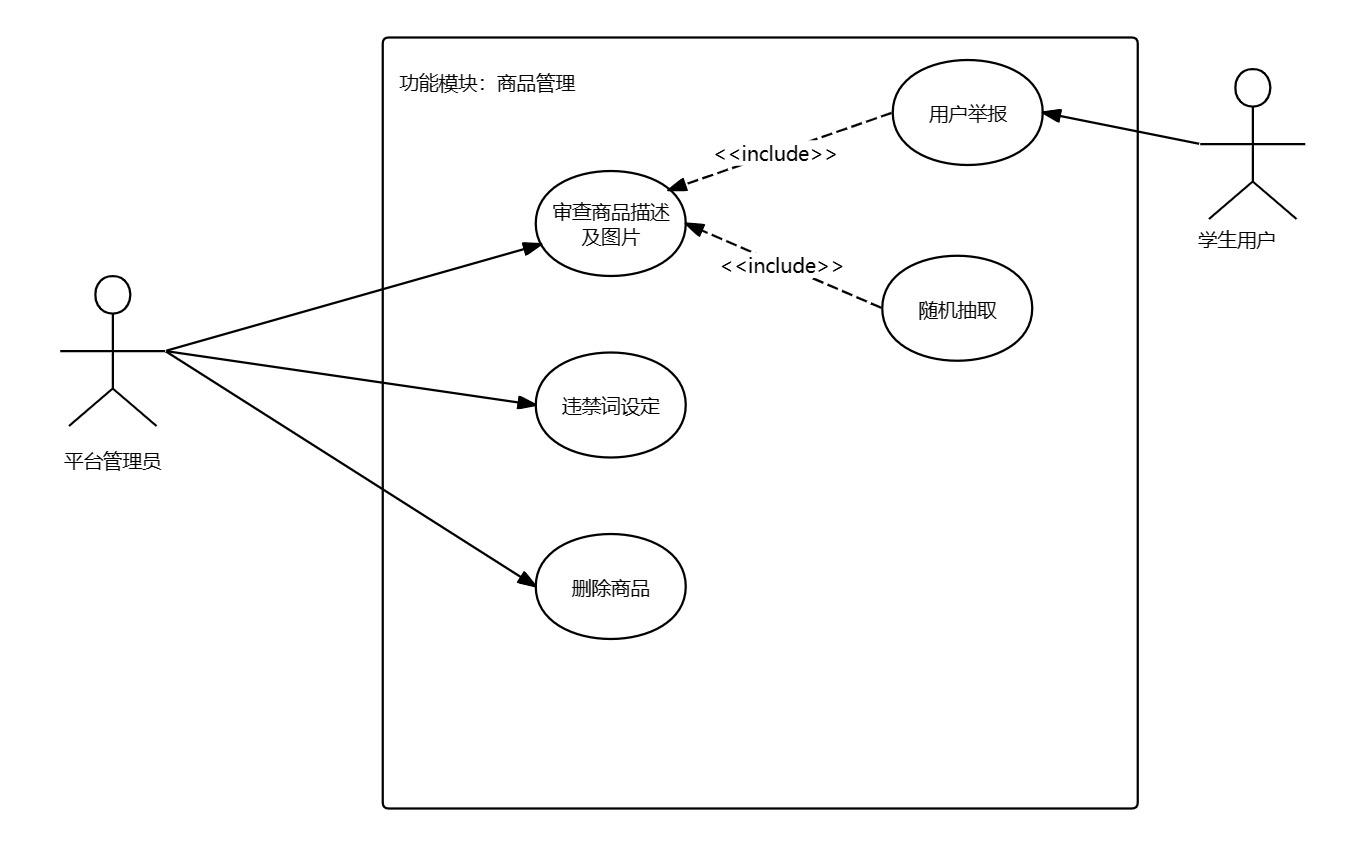 功能模块：商品管理
用户举报
<<include>>
审查商品描述
及图片
学生用户
<<include>>
随机抽取
违禁词设定
平台管理员
删除商品